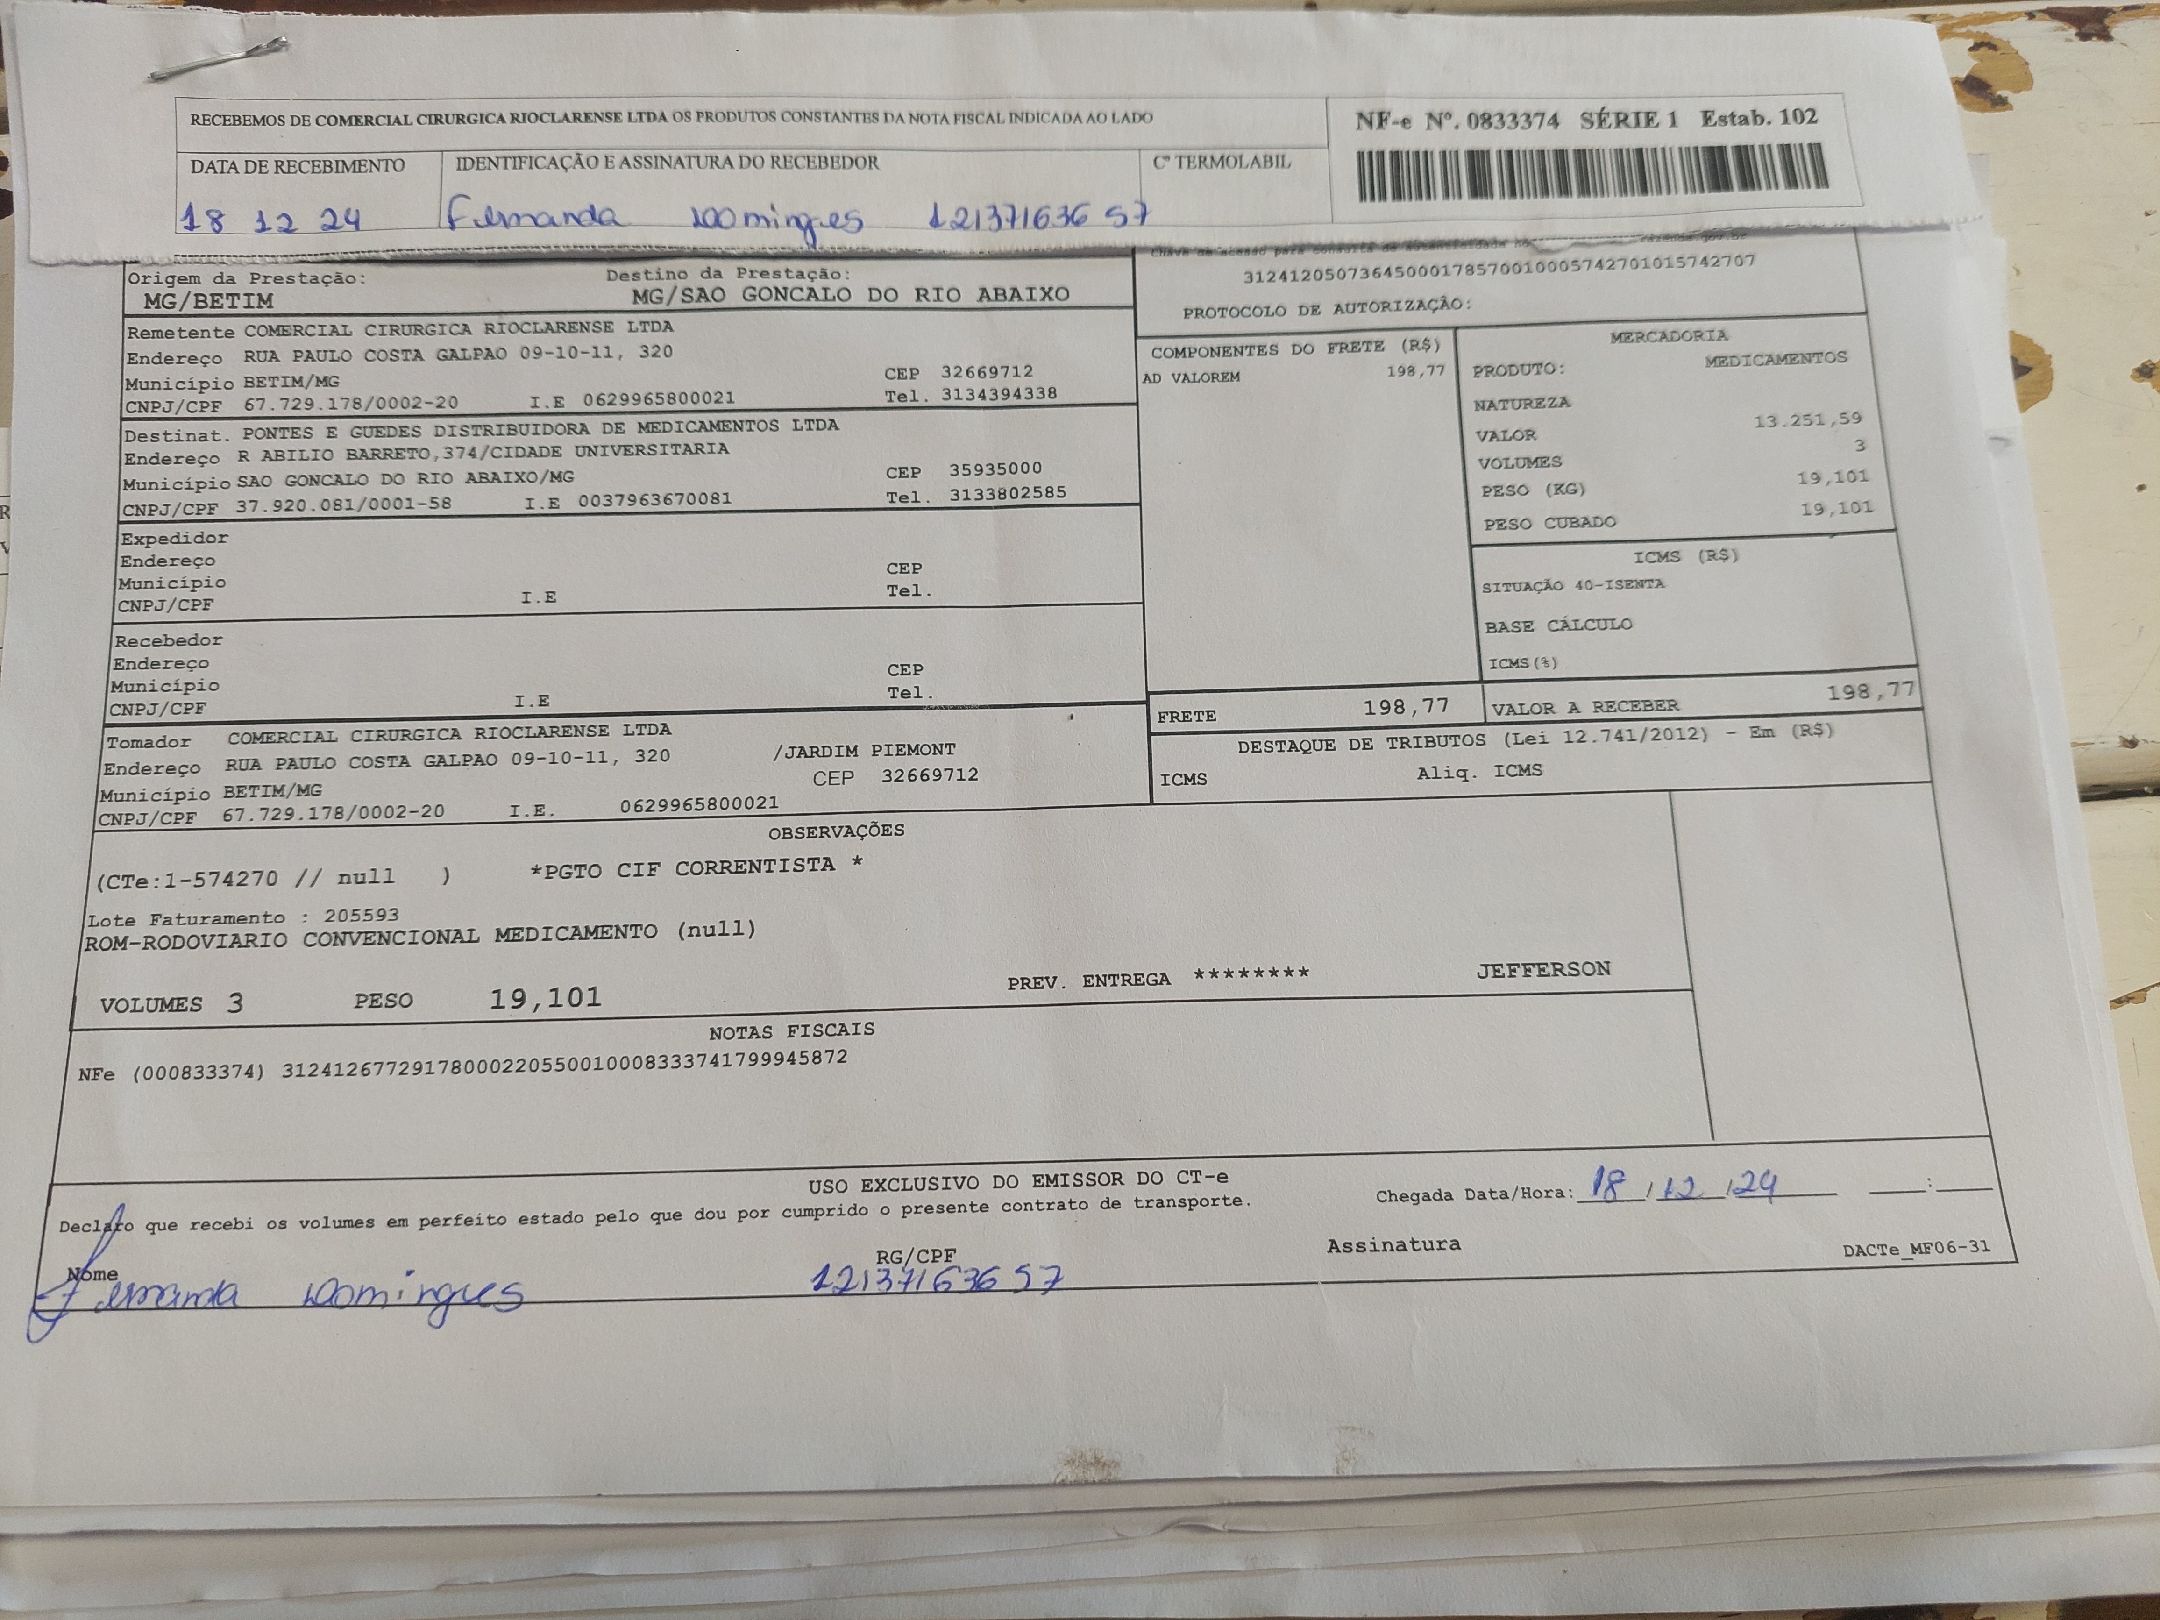 RECEBEMOS DE COMERCIAL CIRURGICA RIOCLARENSE LTDA OS PRODUTOS CONSTANTES DA NOTA FISCAL INDICADA AO LADO
NF-e Nº. 0833374 SÉRIE 1 Estab. 102
DATA DE RECEBIMENTO
IDENTIFICAÇÃO E ASSINATURA DO RECEBEDOR
Cº TERMOLABIL
18 12 24
Fernanda Domingues 12137163657
Chave de acesso para consulta de autenticidade
31241205073645000178570010005742701015742707
PROTOCOLO DE AUTORIZAÇÃO:
Origem da Prestação: Destino da Prestação:
MG/BETIM MG/SAO GONCALO DO RIO ABAIXO
Remetente COMERCIAL CIRURGICA RIOCLARENSE LTDA
Endereço RUA PAULO COSTA GALPAO 09-10-11, 320
Município BETIM/MG CEP 32669712
CNPJ/CPF 67.729.178/0002-20 I.E 0629965800021 Tel. 3134394338
Destinat. PONTES E GUEDES DISTRIBUIDORA DE MEDICAMENTOS LTDA
Endereço R ABILIO BARRETO,374/CIDADE UNIVERSITARIA
Município SAO GONCALO DO RIO ABAIXO/MG CEP 35935000
CNPJ/CPF 37.920.081/0001-58 I.E 0037963670081 Tel. 3133802585
Expedidor
Endereço
Município CEP
CNPJ/CPF I.E Tel.
Recebedor
Endereço
Município CEP
CNPJ/CPF I.E Tel.
Tomador COMERCIAL CIRURGICA RIOCLARENSE LTDA
Endereço RUA PAULO COSTA GALPAO 09-10-11, 320 /JARDIM PIEMONT
Município BETIM/MG CEP 32669712
CNPJ/CPF 67.729.178/0002-20 I.E. 0629965800021
COMPONENTES DO FRETE (R$)
AD VALOREM 198,77
MERCADORIA
PRODUTO: MEDICAMENTOS
NATUREZA
VALOR 13.251,59
VOLUMES 3
PESO (KG) 19,101
PESO CUBADO 19,101
ICMS (R$)
SITUAÇÃO 40-ISENTA
BASE CÁLCULO
ICMS(%)
FRETE 198,77 VALOR A RECEBER 198,77
DESTAQUE DE TRIBUTOS (Lei 12.741/2012) - Em (R$)
ICMS Aliq. ICMS
OBSERVAÇÕES
(CTe:1-574270 // null ) *PGTO CIF CORRENTISTA *
Lote Faturamento : 205593
ROM-RODOVIARIO CONVENCIONAL MEDICAMENTO (null)
VOLUMES 3 PESO 19,101 PREV. ENTREGA ******** JEFFERSON
NOTAS FISCAIS
NFe (000833374) 31241267729178000220550010008333741799945872
USO EXCLUSIVO DO EMISSOR DO CT-e
Declaro que recebi os volumes em perfeito estado pelo que dou por cumprido o presente contrato de transporte.
Chegada Data/Hora: 18 / 12 / 24 :
Nome RG/CPF Assinatura DACTe_MF06-31
Fernanda Domingues 12137163657